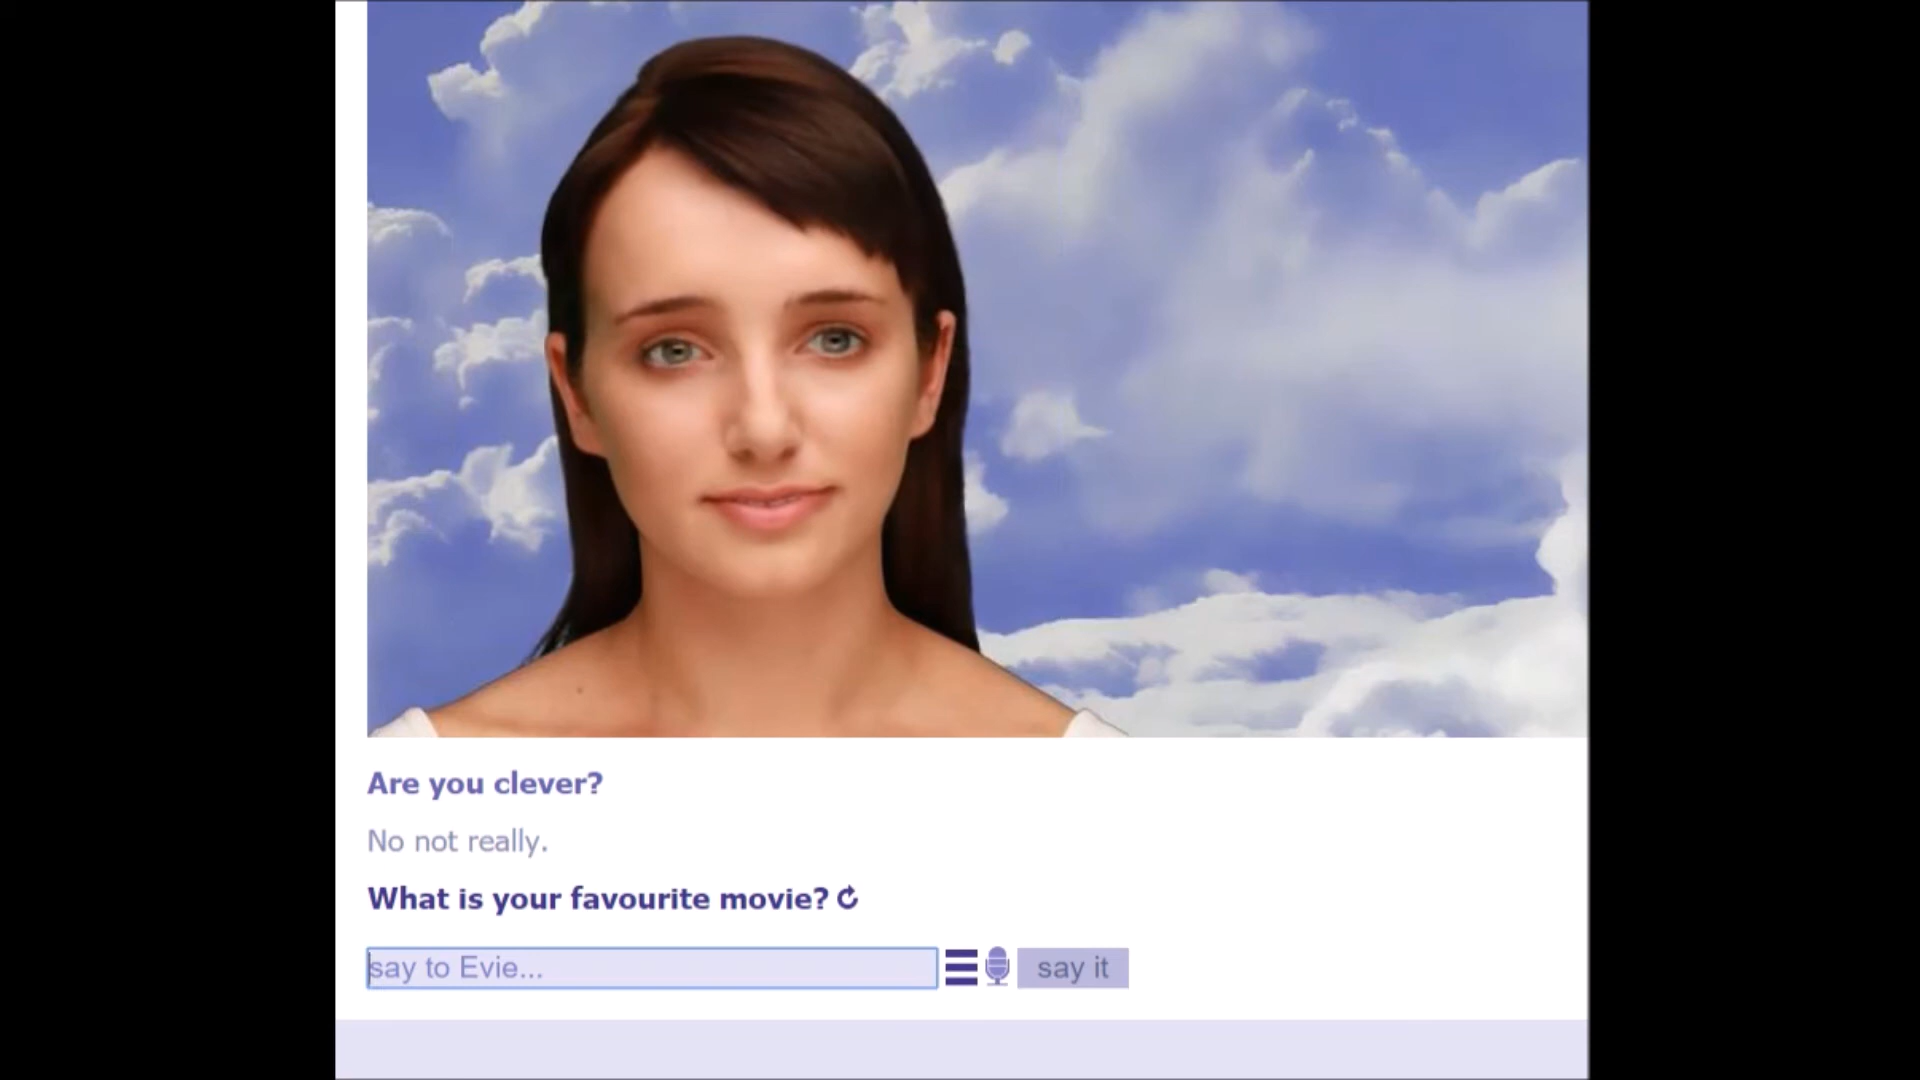 Are you clever?
No not really.
What is your favourite movie?
say to Evie...
say it